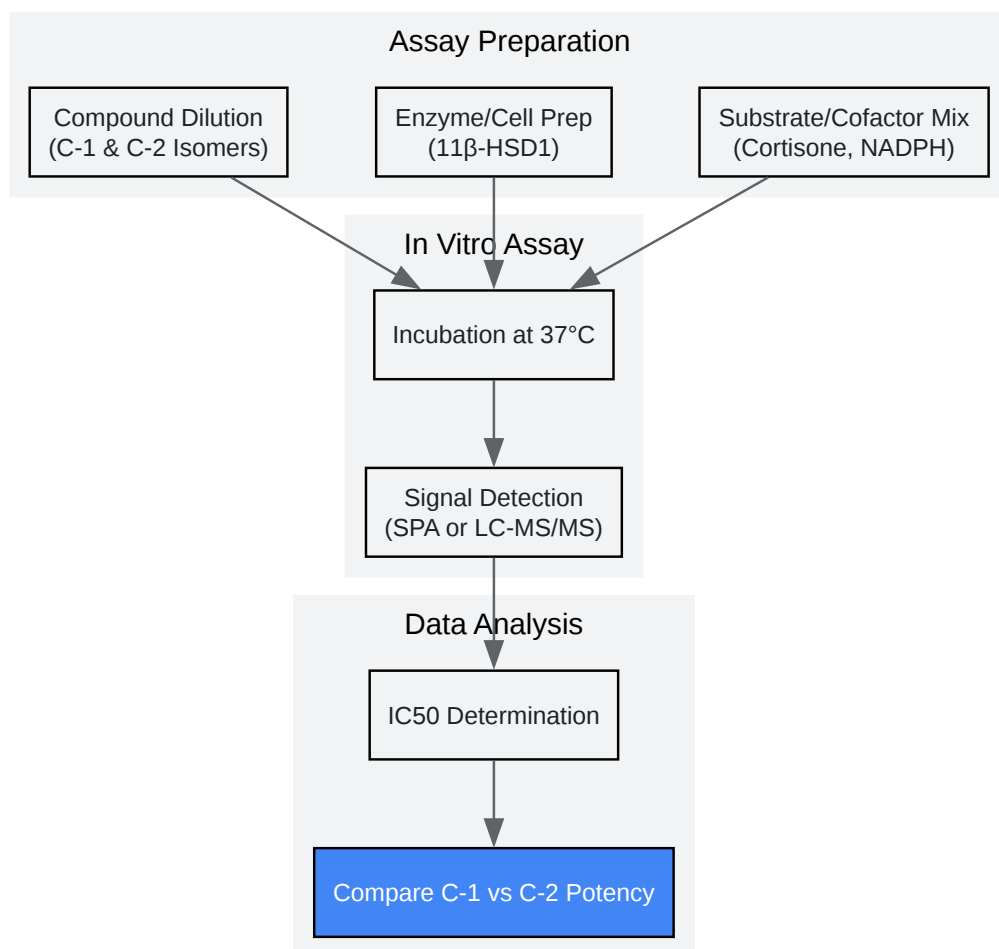 Assay Preparation
Compound Dilution
(C-1 & C-2 Isomers)
Enzyme/Cell Prep
(11β-HSD1)
Substrate/Cofactor Mix
(Cortisone, NADPH)
In Vitro Assay
Incubation at 37°C
Signal Detection
(SPA or LC-MS/MS)
Data Analysis
IC50 Determination
Compare C-1 vs C-2 Potency